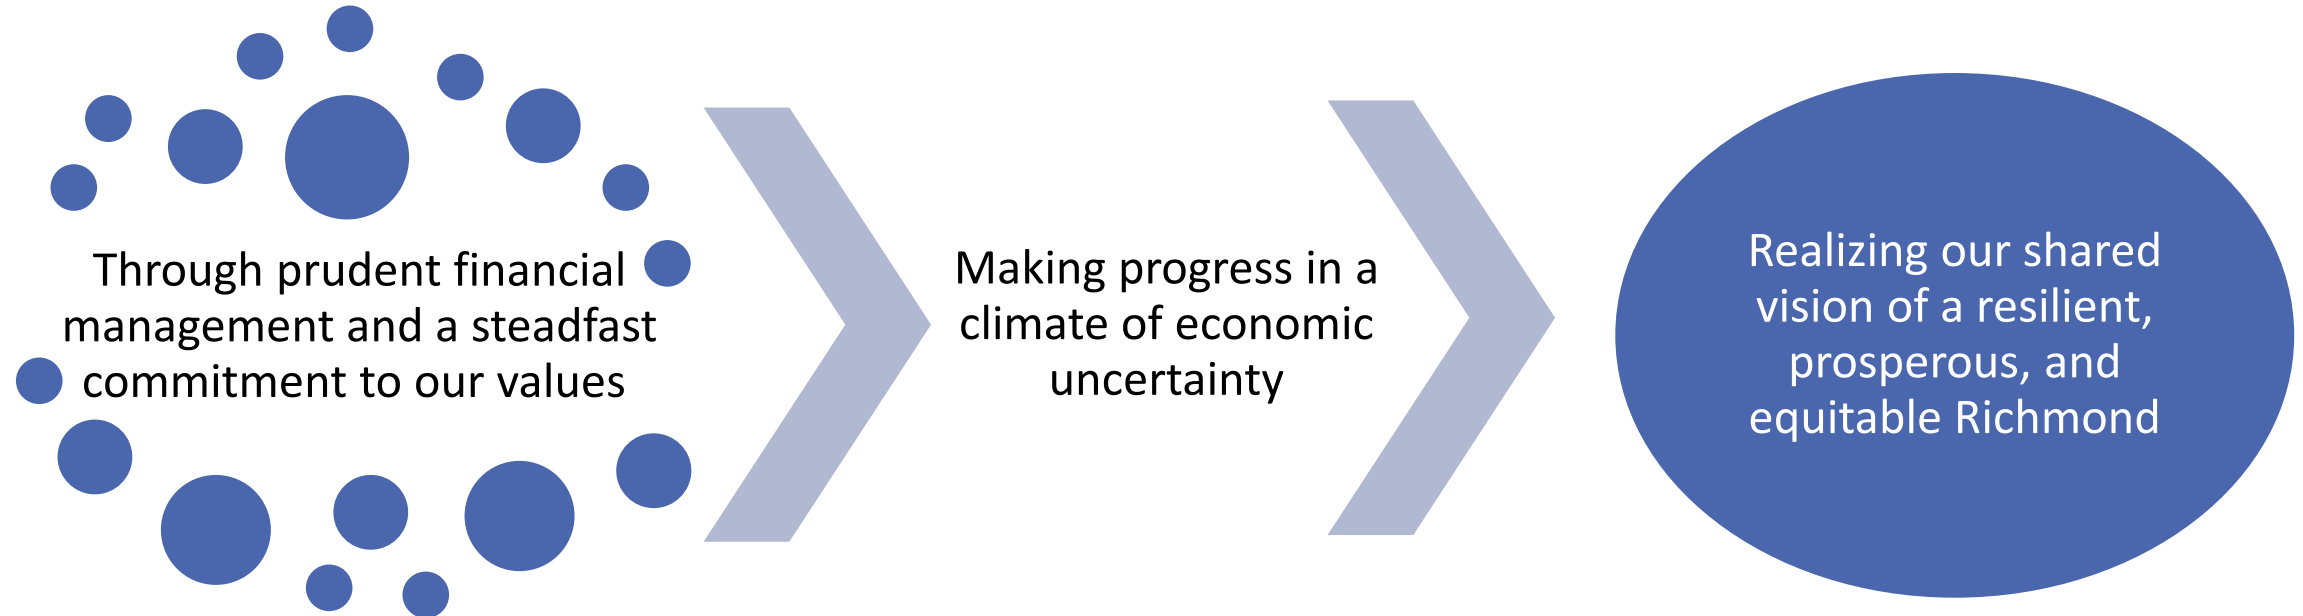 Through prudent financial
management and a steadfast
commitment to our values
Making progress in a
climate of economic
uncertainty
Realizing our shared
vision of a resilient,
prosperous, and
equitable Richmond